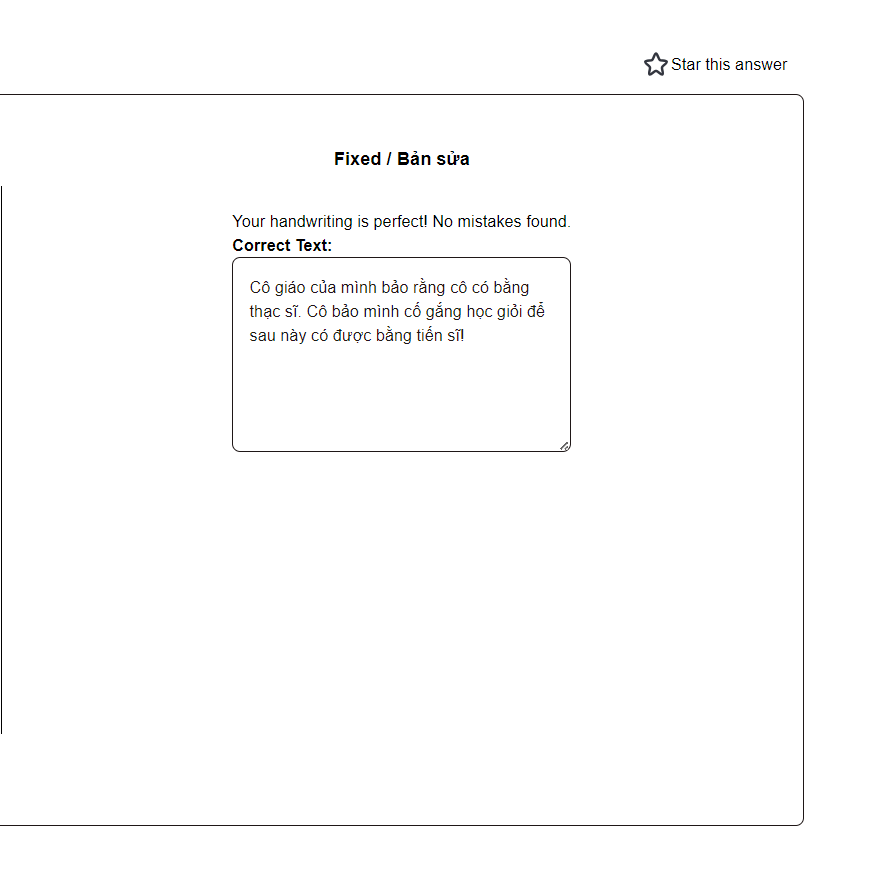 Star this answer
Fixed / Bản sửa
Your handwriting is perfect! No mistakes found.
Correct Text:
Cô giáo của mình bảo rằng cô có bằng
thạc sĩ. Cô bảo mình cố gắng học giỏi để
sau này có được bằng tiến sĩ!